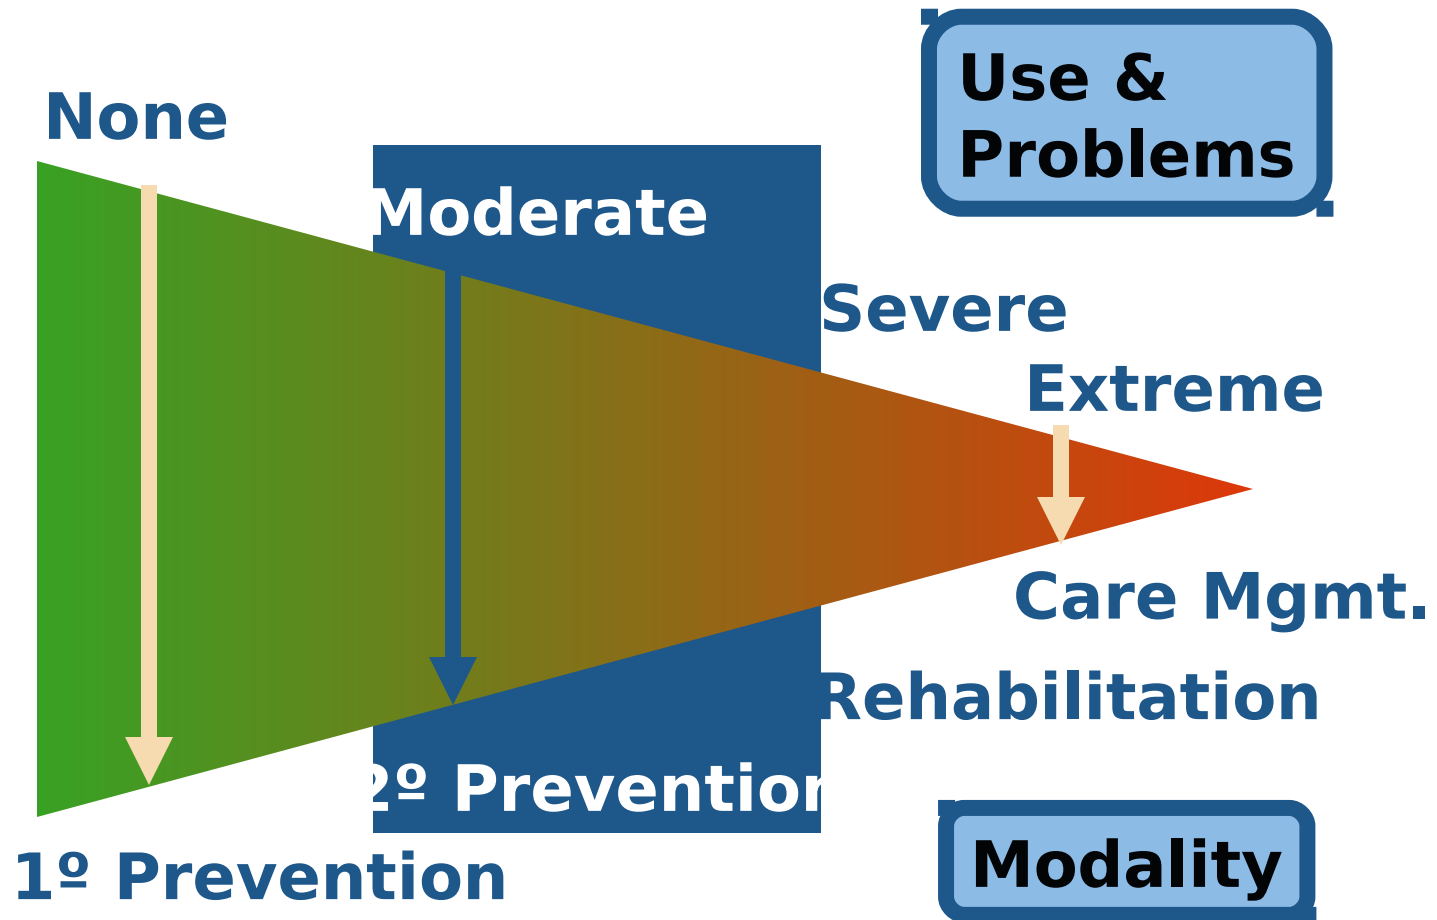 Use &
Problems
None
Moderate
Severe
Extreme
Care Mgmt.
Rehabilitation
2º Prevention
1º Prevention
Modality